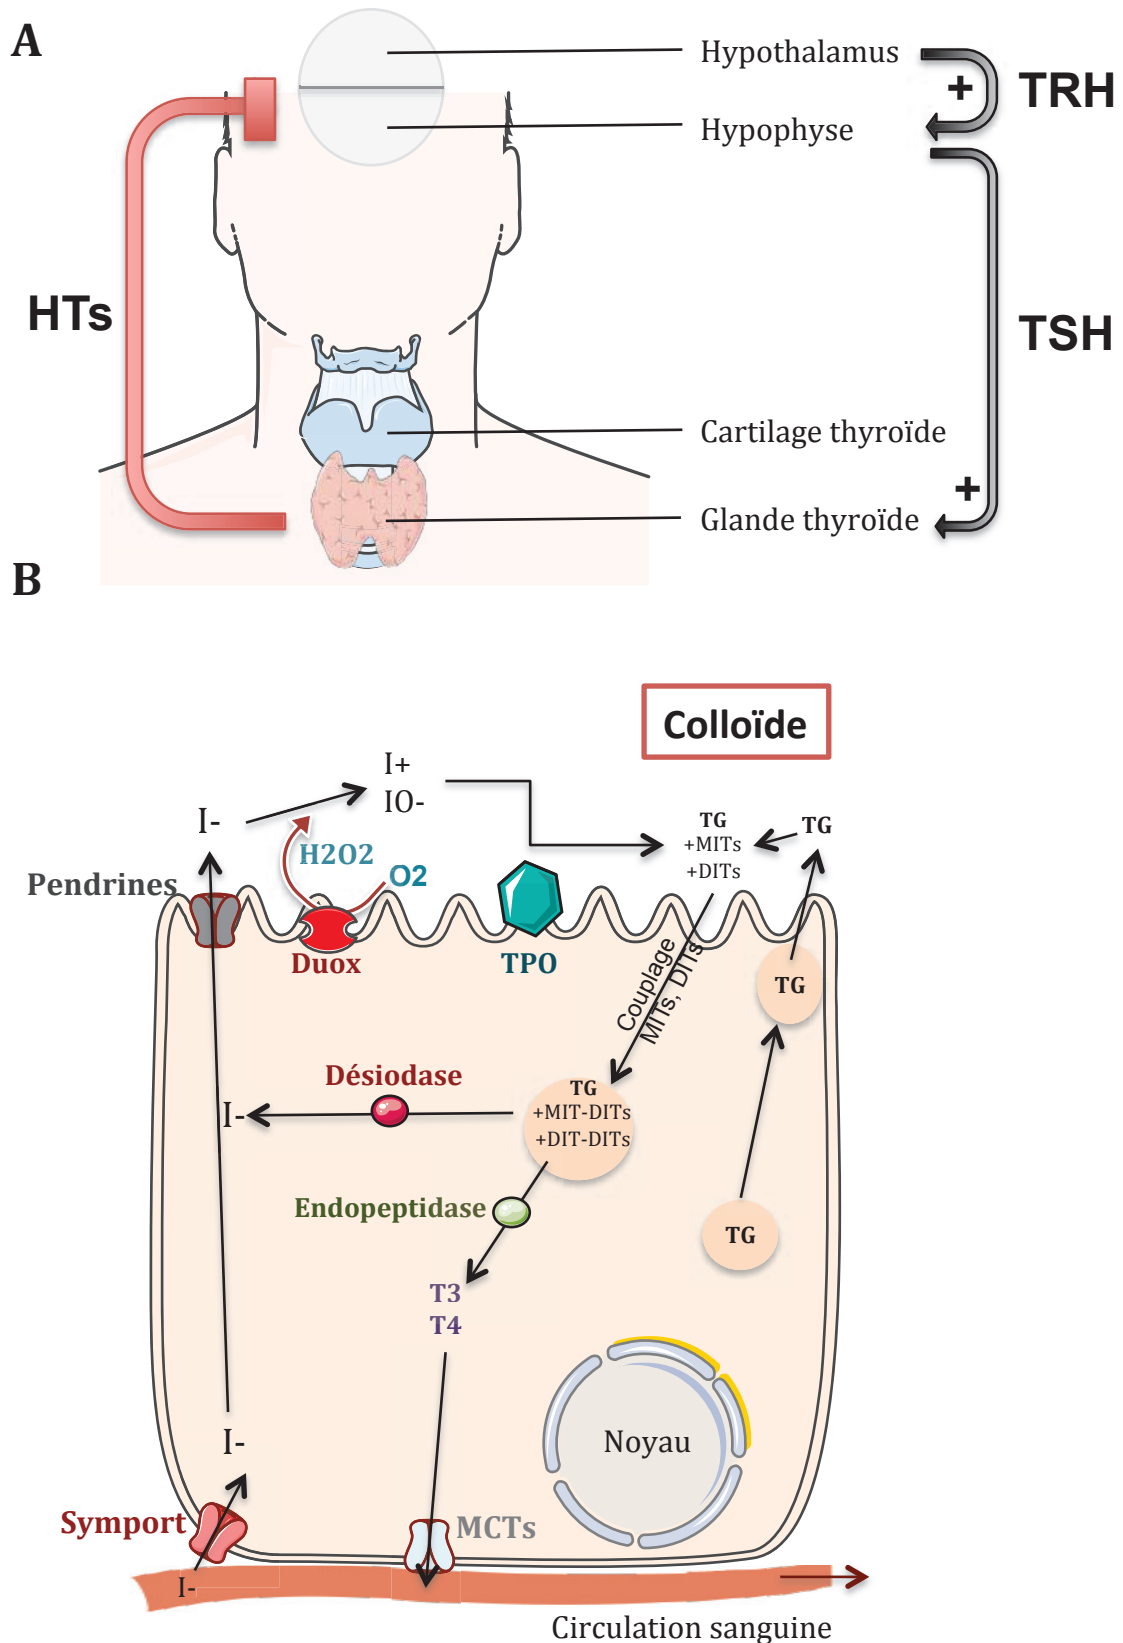 A
Hypothalamus
+
TRH
Hypophyse
HTs
TSH
Cartilage thyroïde
+
Glande thyroïde
B
Colloïde
I+
IO-
I-
TG
+MITs
+DITs
TG
H2O2
O2
Pendrines
Duox
TPO
Couplage
MITs, DITs
TG
Désiodase
TG
+MIT-DITs
+DIT-DITs
I-
Endopeptidase
TG
T3
T4
Noyau
I-
Symport
MCTs
I-
Circulation sanguine